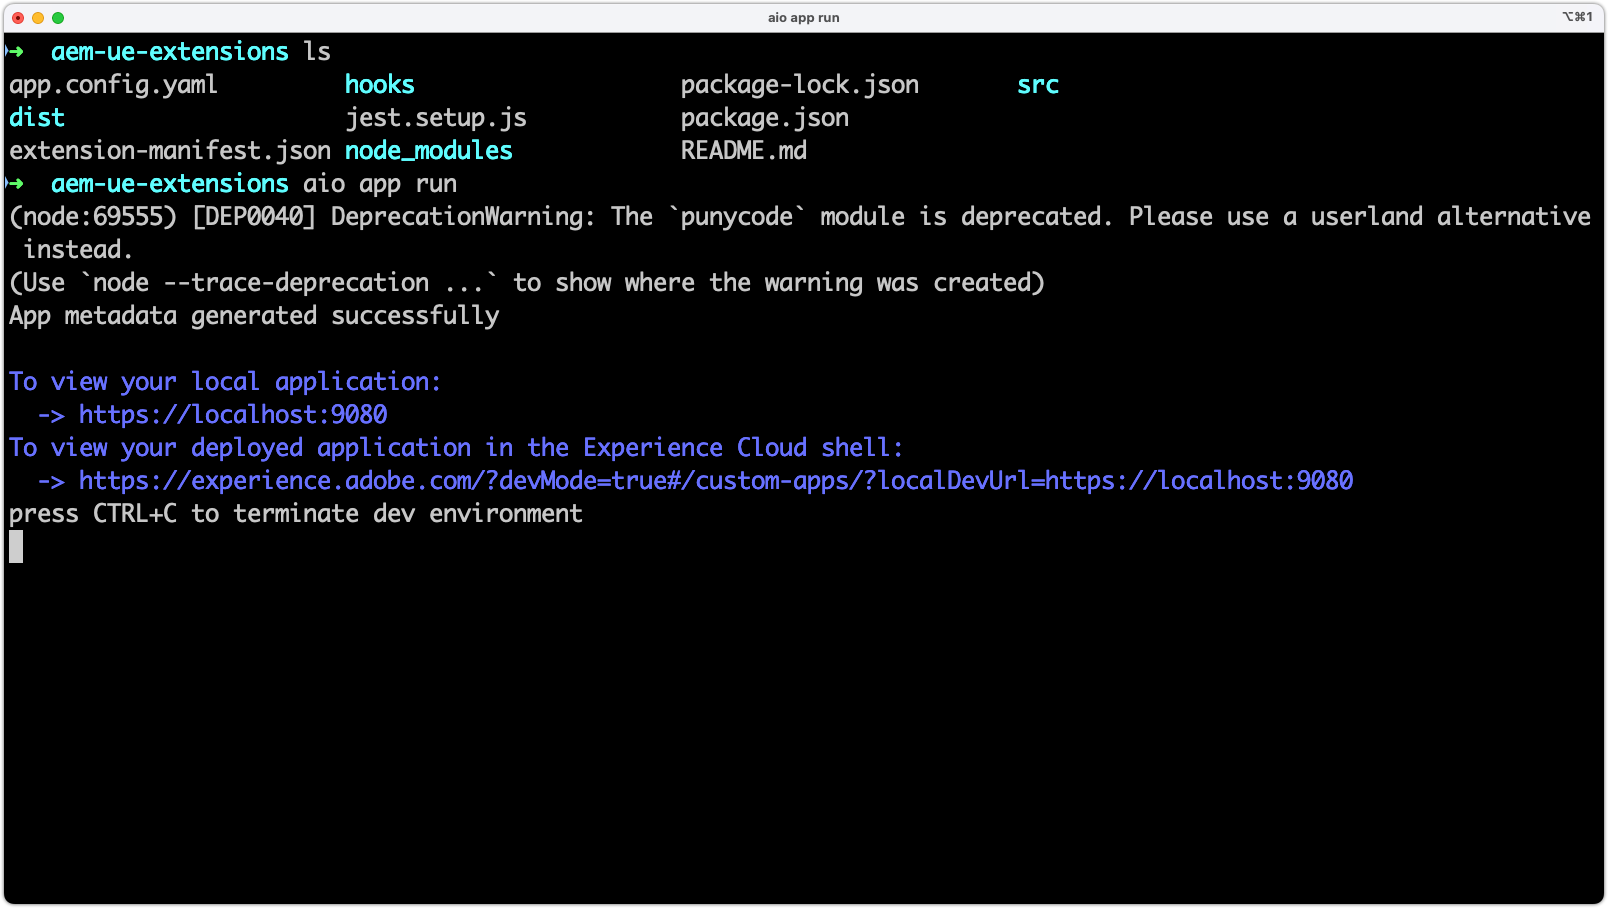 aio app run
⌥⌘1
➜ aem-ue-extensions ls
app.config.yaml hooks package-lock.json src
dist jest.setup.js package.json
extension-manifest.json node_modules README.md
➜ aem-ue-extensions aio app run
(node:69555) [DEP0040] DeprecationWarning: The `punycode` module is deprecated. Please use a userland alternative
instead.
(Use `node --trace-deprecation ...` to show where the warning was created)
App metadata generated successfully
To view your local application:
-> https://localhost:9080
To view your deployed application in the Experience Cloud shell:
-> https://experience.adobe.com/?devMode=true#/custom-apps/?localDevUrl=https://localhost:9080
press CTRL+C to terminate dev environment